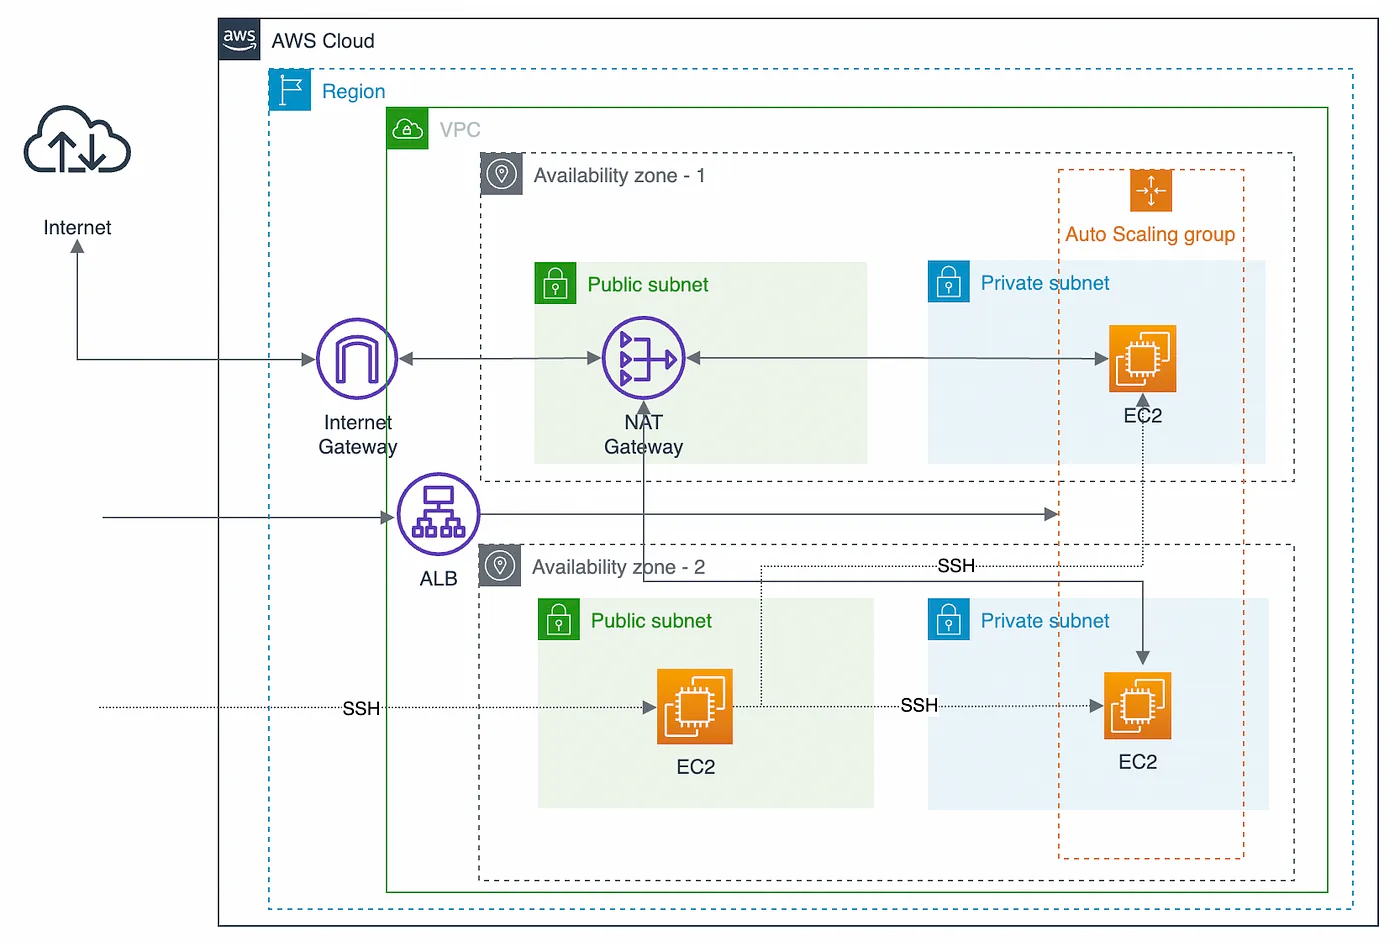 aws
AWS Cloud
Region
VPC
Availability zone - 1
Auto Scaling group
Internet
Public subnet
Private subnet
Internet
Gateway
NAT
Gateway
EC2
ALB
Availability zone - 2
SSH
Public subnet
Private subnet
SSH
SSH
EC2
EC2